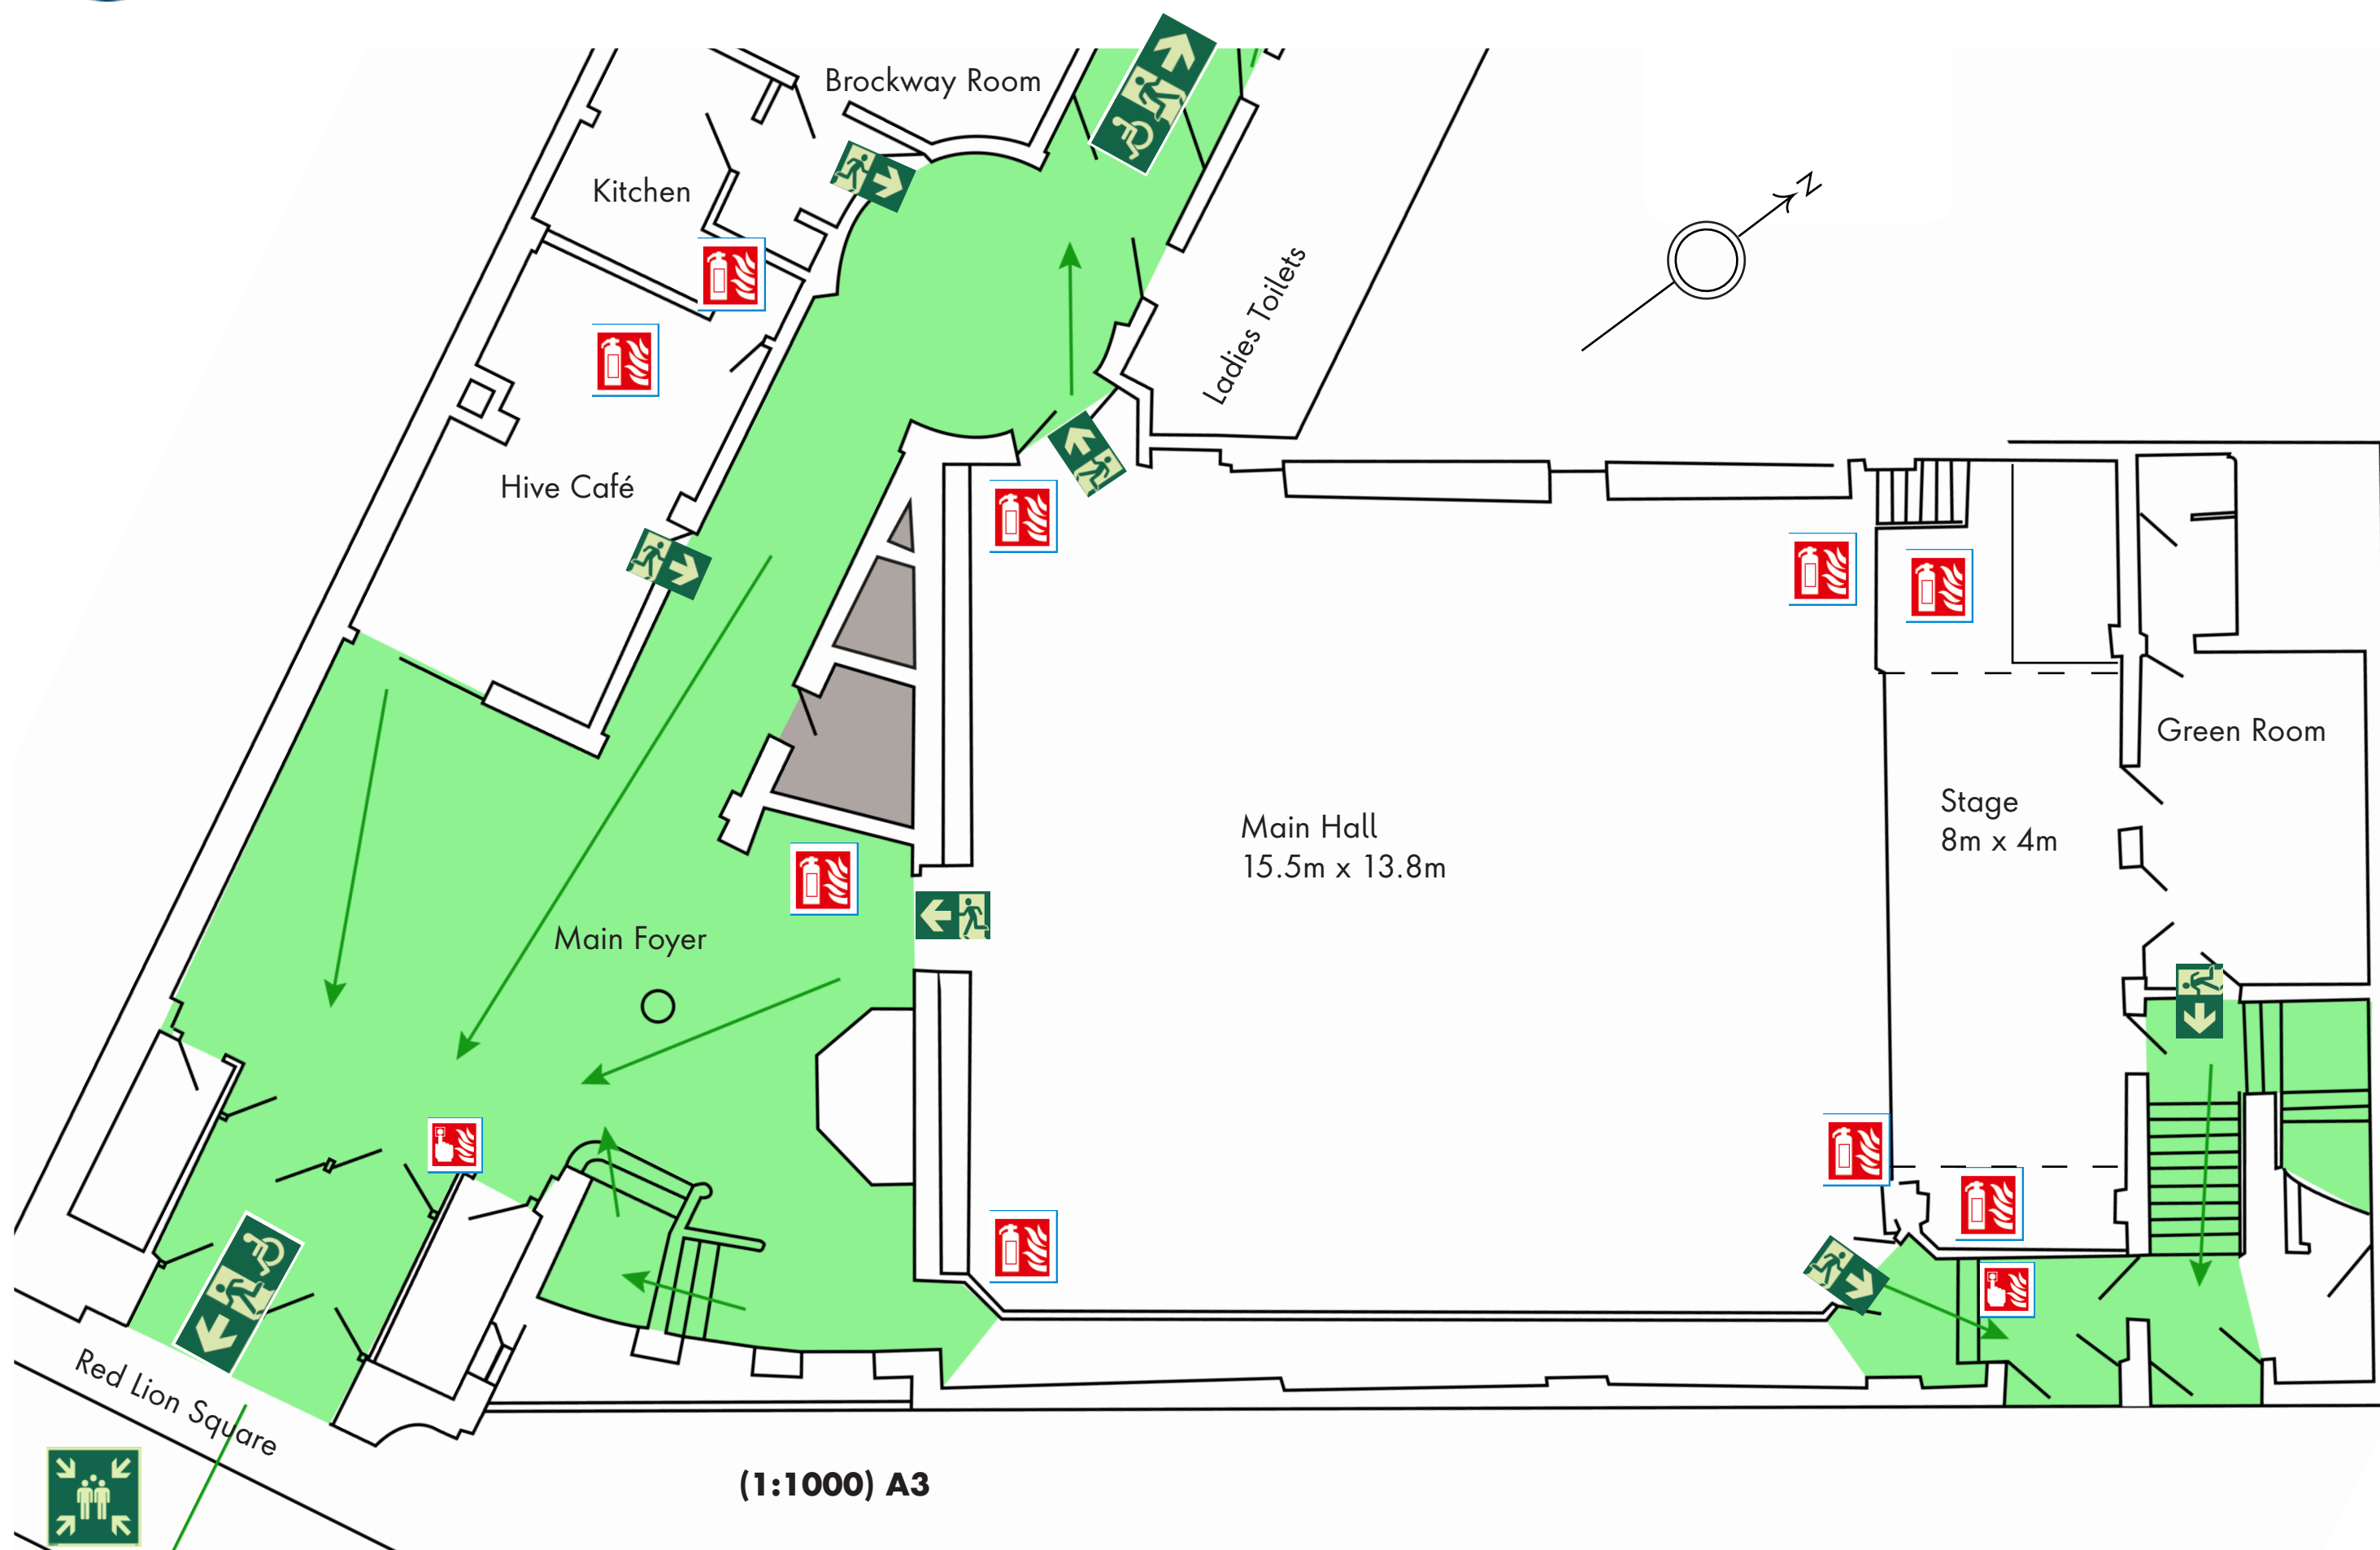 Brockway Room
Kitchen
N
Ladies Toilets
Hive Café
Green Room
Stage
8m x 4m
Main Hall
15.5m x 13.8m
Main Foyer
Red Lion Square
(1:1000) A3